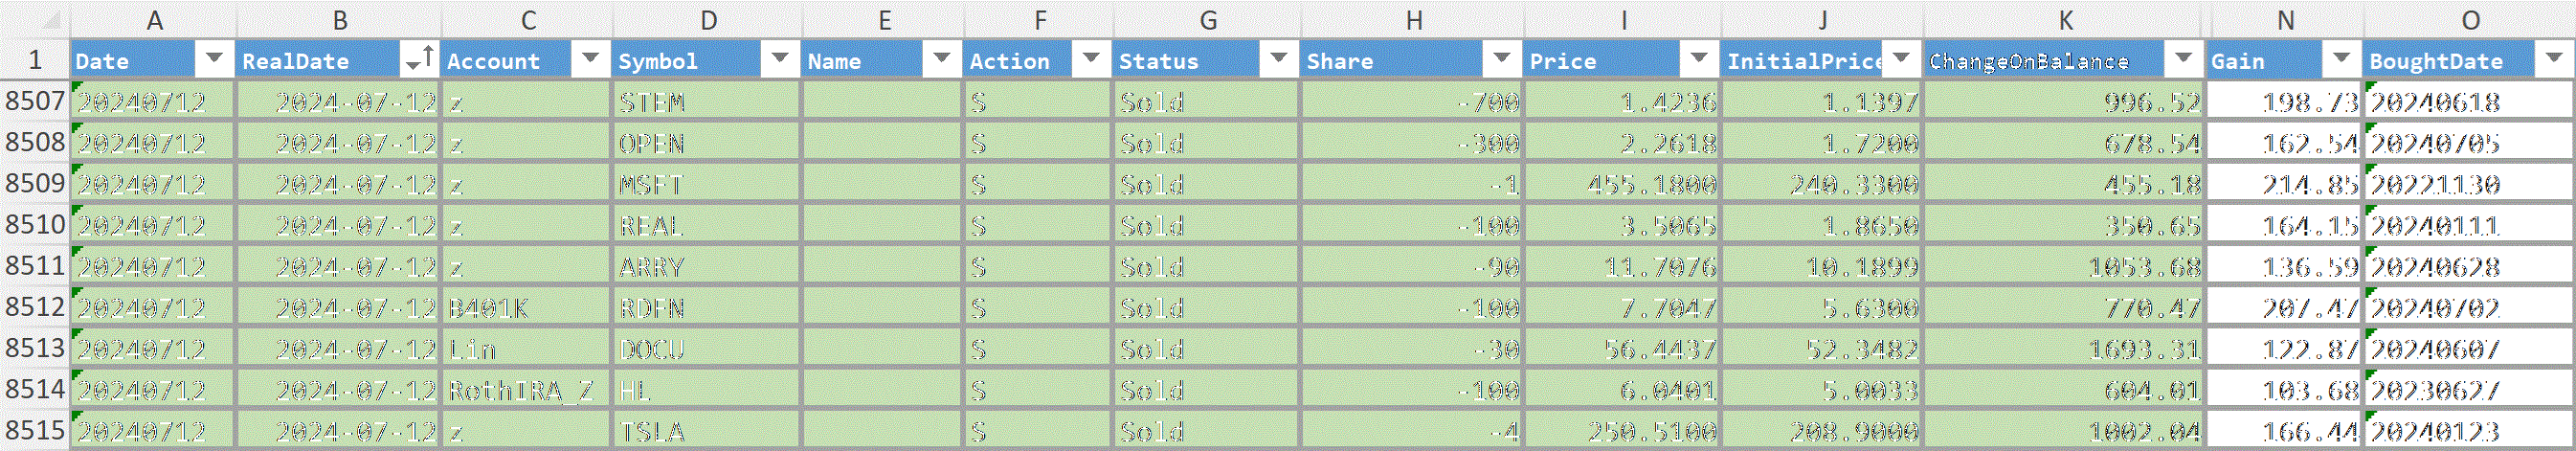 A B C D E F G H I J K N O
1 Date RealDate Account Symbol Name Action Status Share Price InitialPrice ChangeOnBalance Gain BoughtDate
8507 20240712 2024-07-12 z STEM S Sold -700 1.4236 1.1397 996.52 198.73 20240618
8508 20240712 2024-07-12 z OPEN S Sold -300 2.2618 1.7200 678.54 162.54 20240705
8509 20240712 2024-07-12 z MSFT S Sold -1 455.1800 240.3300 455.18 214.85 20221130
8510 20240712 2024-07-12 z REAL S Sold -100 3.5065 1.8650 350.65 164.15 20240111
8511 20240712 2024-07-12 z ARRY S Sold -90 11.7076 10.1899 1053.68 136.59 20240628
8512 20240712 2024-07-12 B401K RDFN S Sold -100 7.7047 5.6300 770.47 207.47 20240702
8513 20240712 2024-07-12 Lin DOCU S Sold -30 56.4437 52.3482 1693.31 122.87 20240607
8514 20240712 2024-07-12 RothIRA_Z HL S Sold -100 6.0401 5.0033 604.01 103.68 20230627
8515 20240712 2024-07-12 z TSLA S Sold -4 250.5100 208.9000 1002.04 166.44 20240123